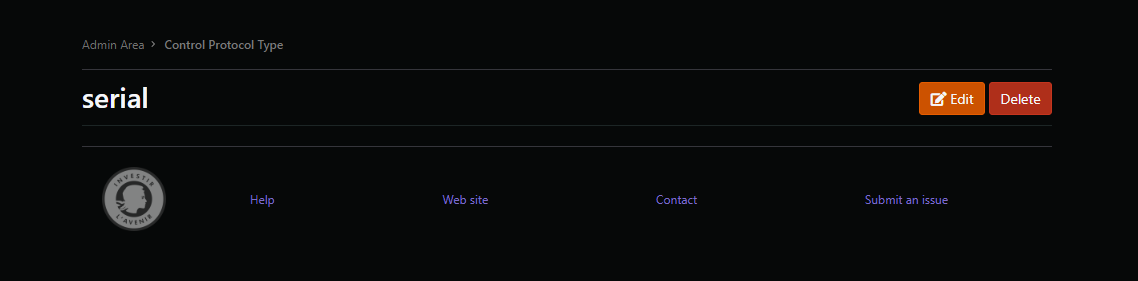 Admin Area › Control Protocol Type
serial
Edit
Delete
INVESTIR
L'AVENIR
Help
Web site
Contact
Submit an issue